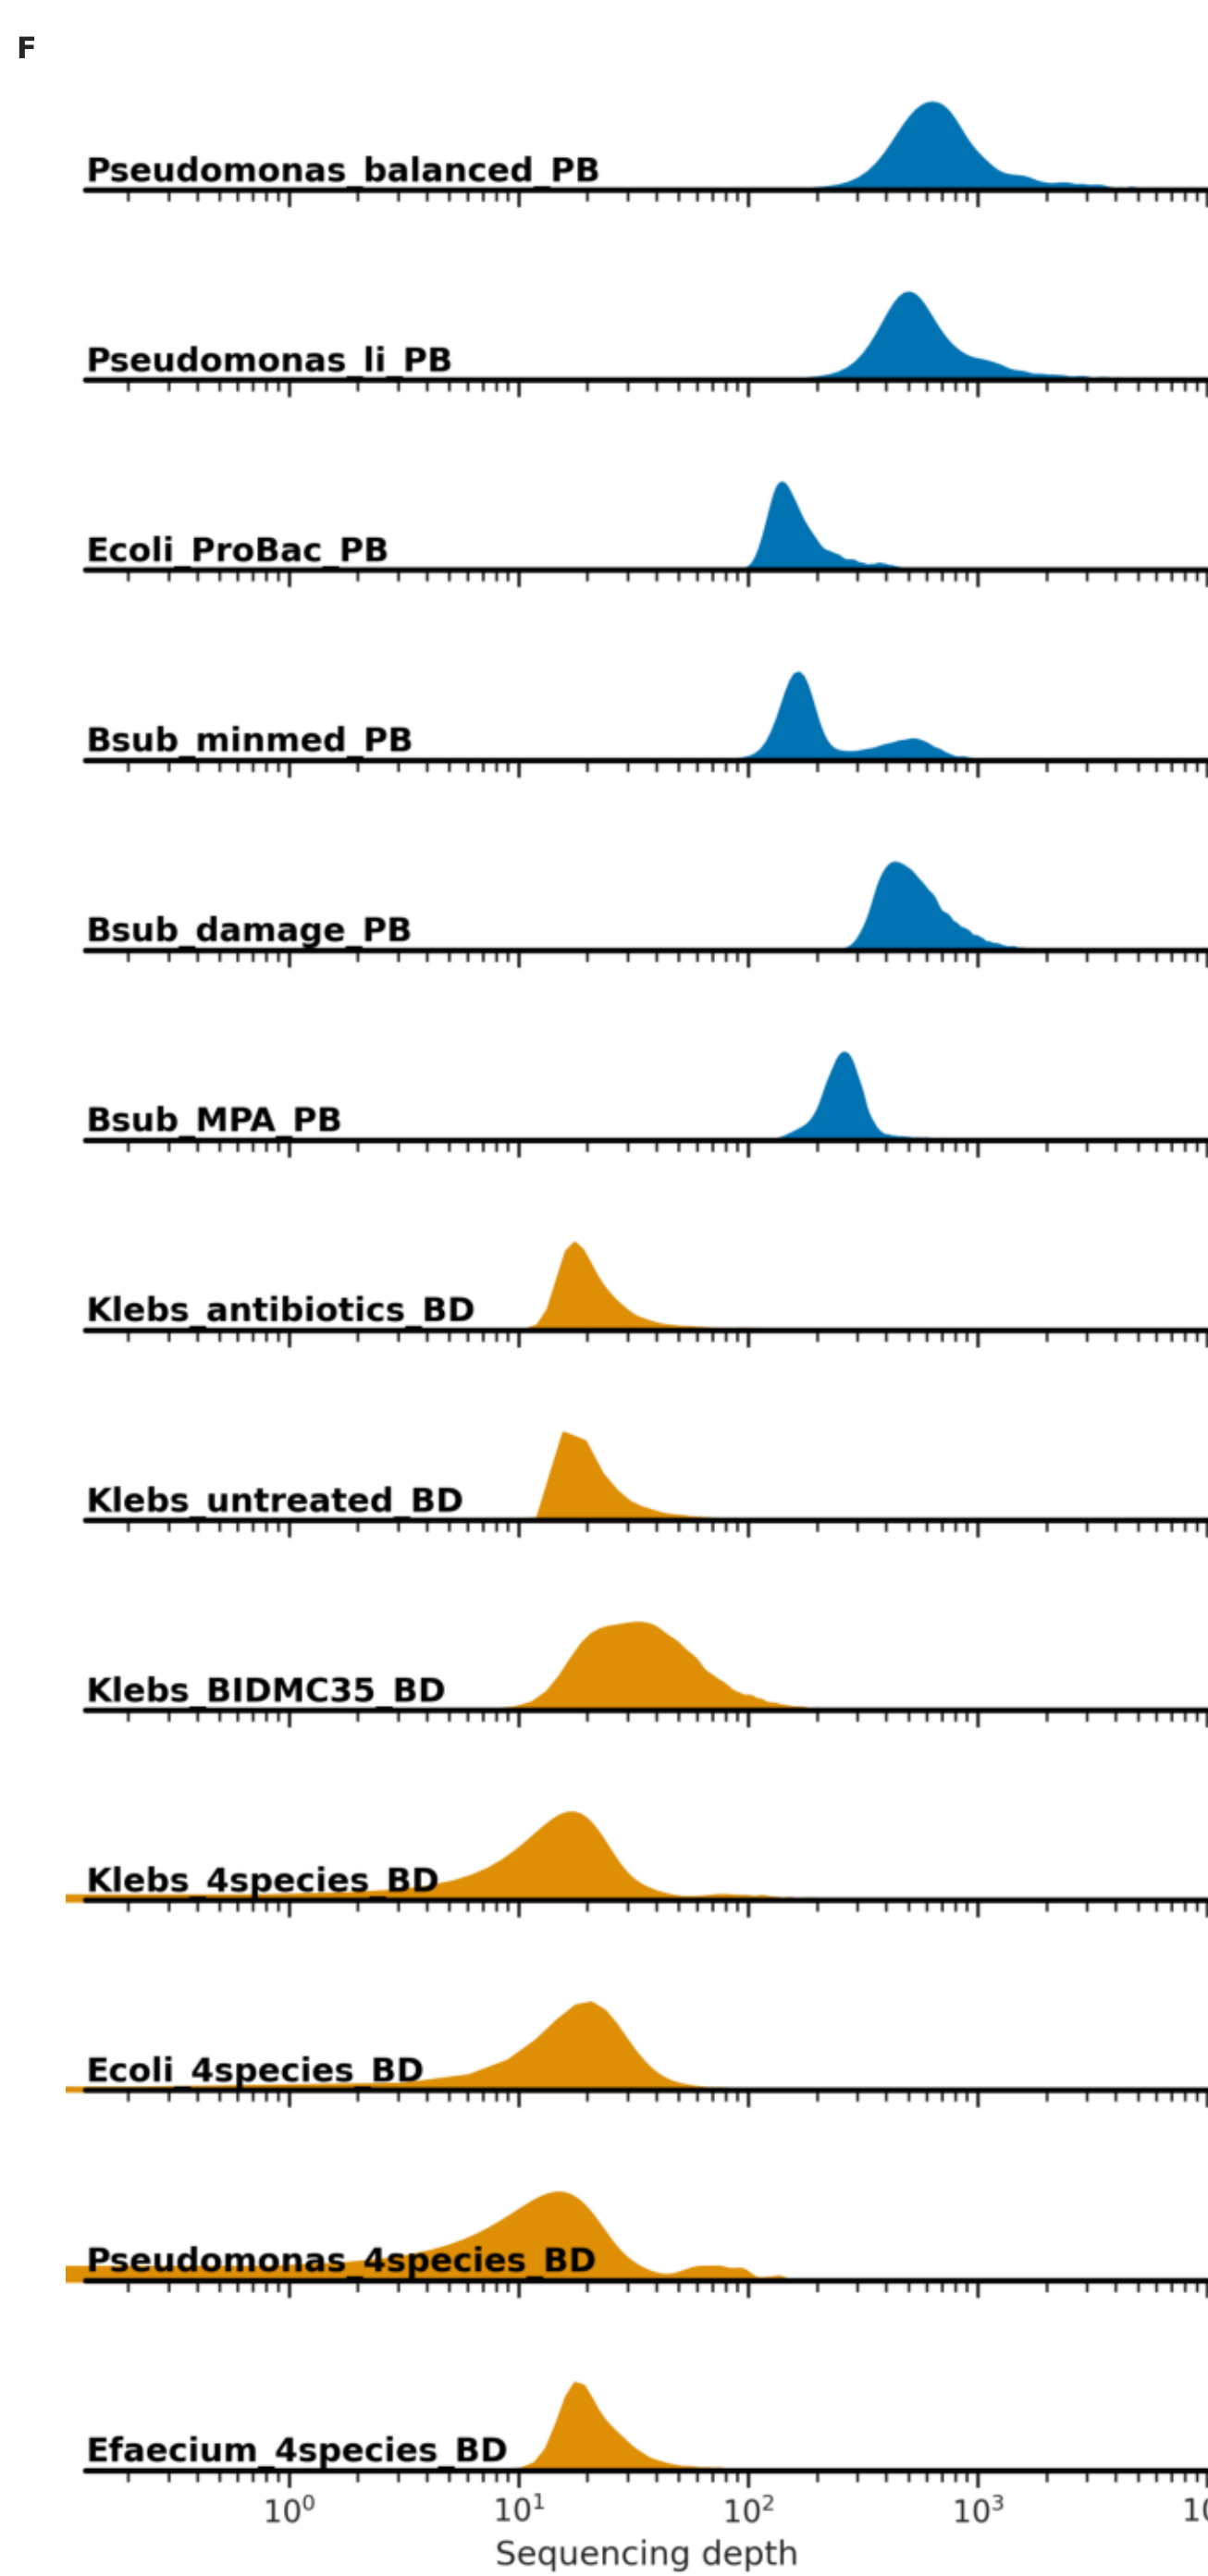 F
Pseudomonas_balanced_PB
Pseudomonas_li_PB
Ecoli_ProBac_PB
Bsub_minmed_PB
Bsub_damage_PB
Bsub_MPA_PB
Klebs_antibiotics_BD
Klebs_untreated_BD
Klebs_BIDMC35_BD
Klebs_4species_BD
Ecoli_4species_BD
Pseudomonas_4species_BD
Efaecium_4species_BD
10⁰ 10¹ 10² 10³
Sequencing depth